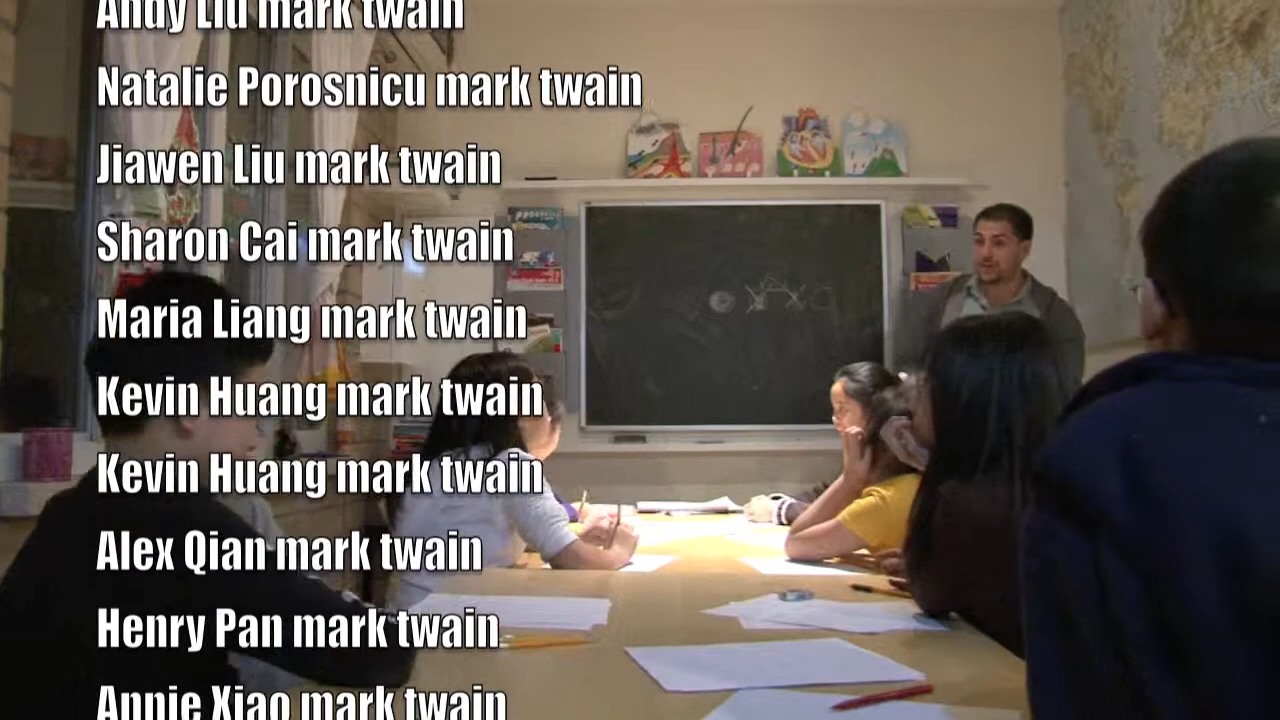 Andy Liu mark twain
Natalie Porosnicu mark twain
Jiawen Liu mark twain
Sharon Cai mark twain
Maria Liang mark twain
Kevin Huang mark twain
Kevin Huang mark twain
Alex Qian mark twain
Henry Pan mark twain
Annie Xiao mark twain